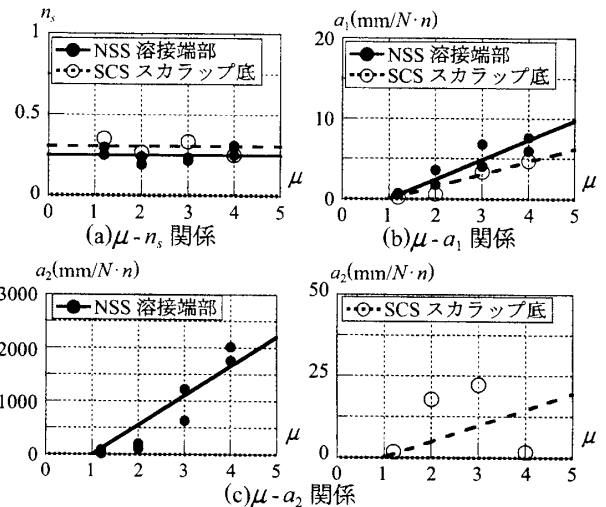 n_s
1
NSS 溶接端部
SCS スカラップ底
0.5
0
0 1 2 3 4 5
μ
(a)μ - n_s 関係
a_1(mm/N·n)
20
NSS 溶接端部
SCS スカラップ底
10
0
0 1 2 3 4 5
μ
(b)μ - a_1 関係
a_2(mm/N·n)
3000
NSS 溶接端部
2000
1000
0
0 1 2 3 4 5
μ
a_2(mm/N·n)
50
SCS スカラップ底
25
0
0 1 2 3 4 5
μ
(c)μ - a_2 関係